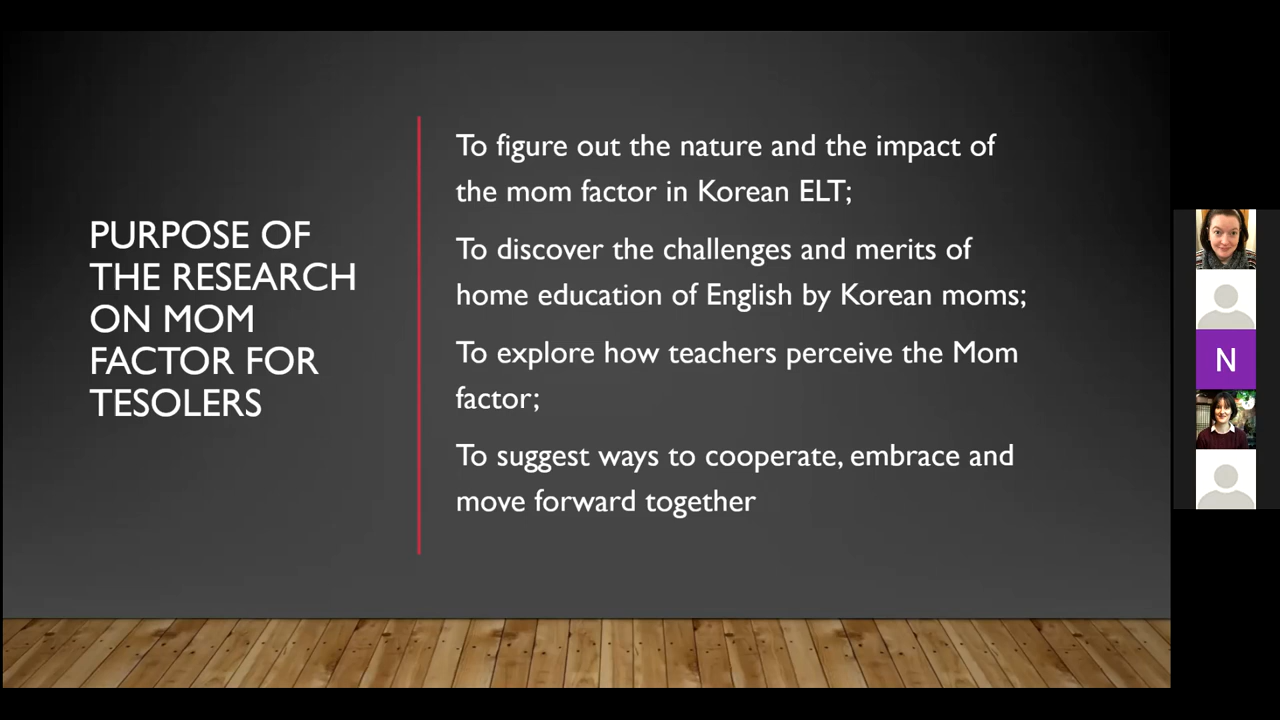 PURPOSE OF
THE RESEARCH
ON MOM
FACTOR FOR
TESOLERS
To figure out the nature and the impact of
the mom factor in Korean ELT;
To discover the challenges and merits of
home education of English by Korean moms;
To explore how teachers perceive the Mom
factor;
To suggest ways to cooperate, embrace and
move forward together
N